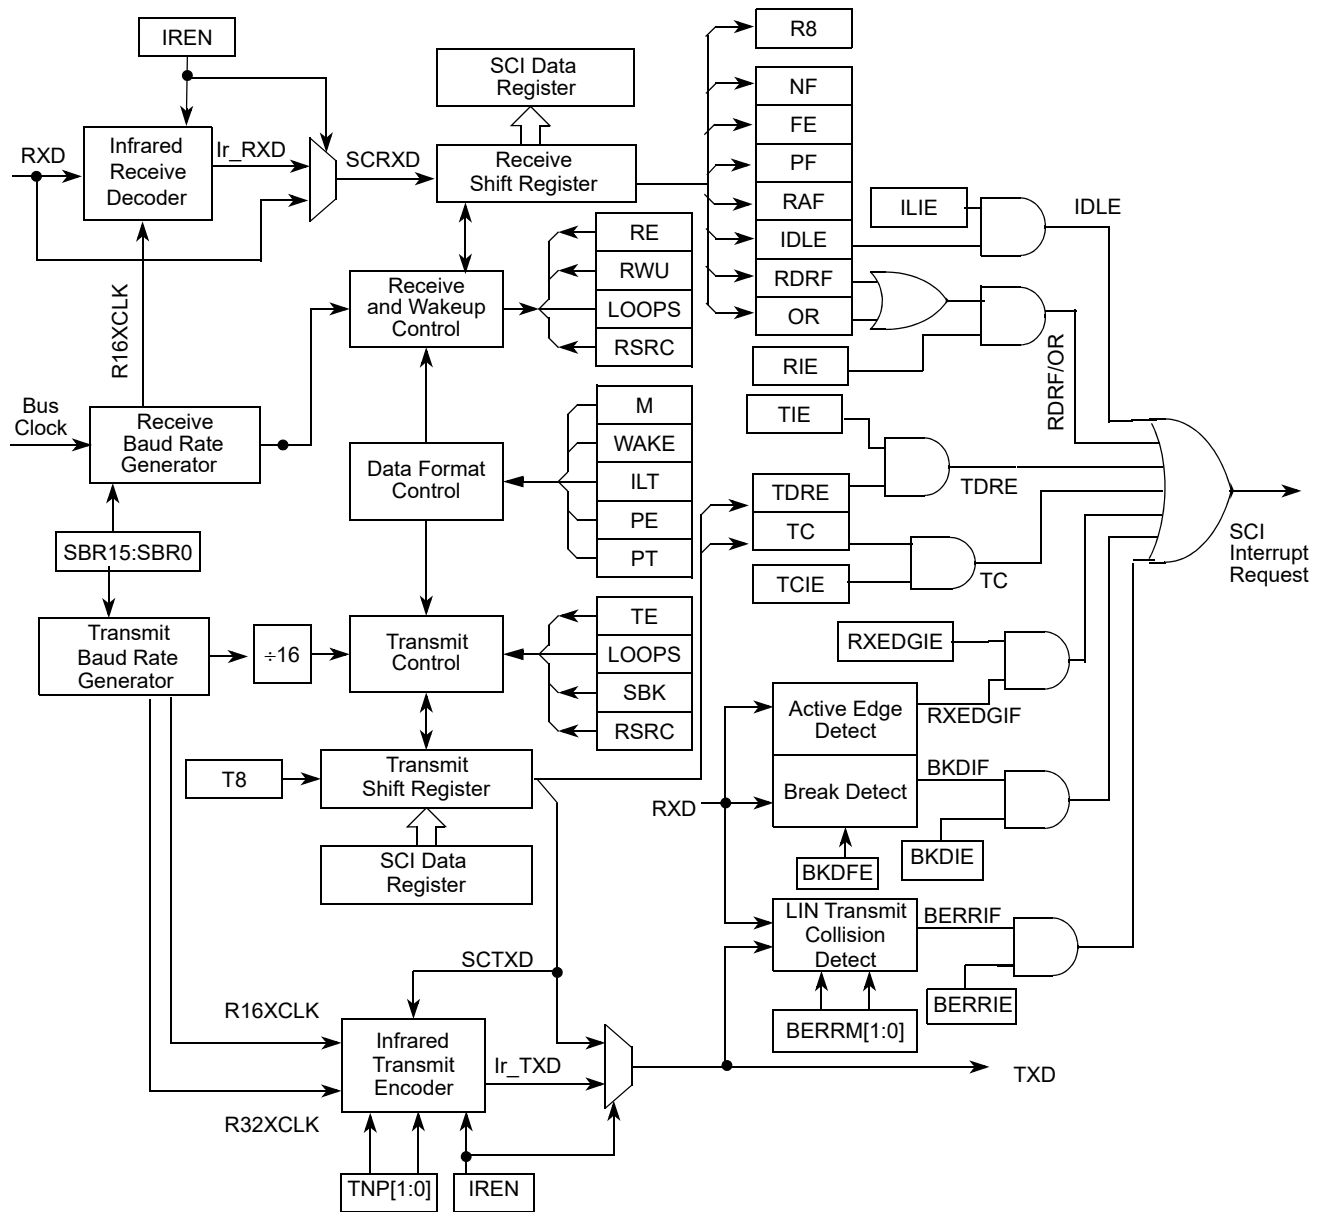 IREN
SCI Data
Register
R8
NF
FE
PF
RAF
IDLE
RDRF
OR
RXD
Infrared
Receive
Decoder
Ir_RXD
SCRXD
Receive
Shift Register
ILIE
IDLE
RE
RWU
LOOPS
RSRC
Receive
and Wakeup
Control
R16XCLK
RIE
RDRF/OR
Bus
Clock
Receive
Baud Rate
Generator
M
WAKE
ILT
PE
PT
Data Format
Control
TIE
TDRE
TC
TDRE
TCIE
TC
SCI
Interrupt
Request
SBR15:SBR0
Transmit
Baud Rate
Generator
÷16
Transmit
Control
TE
LOOPS
SBK
RSRC
RXEDGIE
Active Edge
Detect
RXEDGIF
Break Detect
BKDIF
RXD
BKDFE
BKDIE
T8
Transmit
Shift Register
SCI Data
Register
LIN Transmit
Collision
Detect
BERRIF
BERRIE
BERRM[1:0]
SCTXD
R16XCLK
Infrared
Transmit
Encoder
Ir_TXD
TXD
R32XCLK
TNP[1:0]
IREN